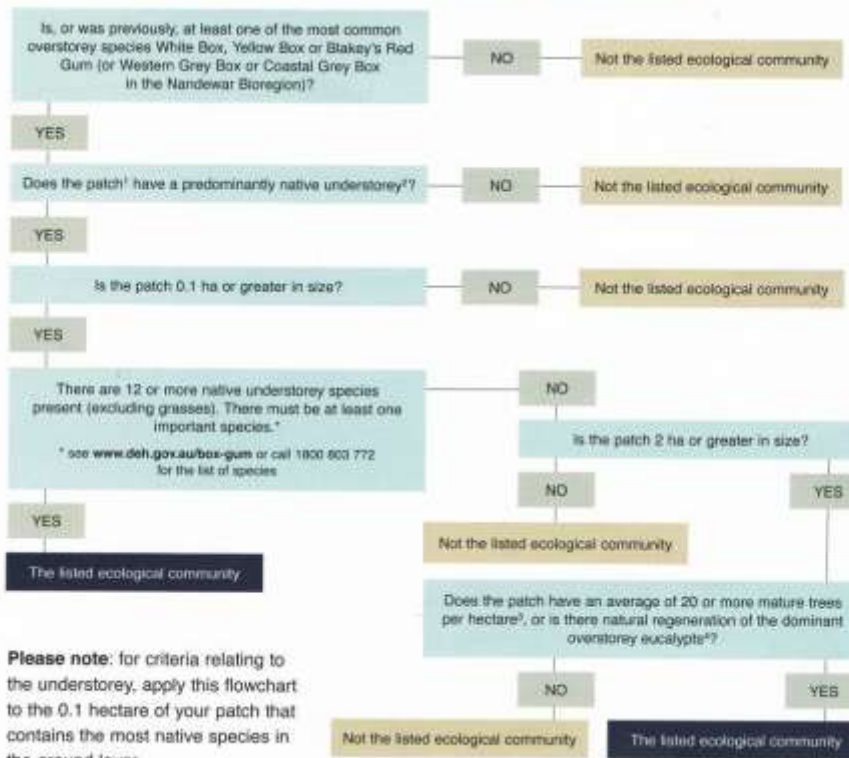 Is, or was previously, at least one of the most common
overstorey species White Box, Yellow Box or Blakey's Red
Gum (or Western Grey Box or Coastal Grey Box
in the Nandewar Bioregion)?
NO
Not the listed ecological community
YES
Does the patch¹ have a predominantly native understorey²?
NO
Not the listed ecological community
YES
Is the patch 0.1 ha or greater in size?
NO
Not the listed ecological community
YES
There are 12 or more native understorey species
present (excluding grasses). There must be at least one
important species.*
* see www.deh.gov.au/box-gum or call 1800 803 772
for the list of species
NO
Is the patch 2 ha or greater in size?
NO
YES
YES
Not the listed ecological community
The listed ecological community
Does the patch have an average of 20 or more mature trees
per hectare³, or is there natural regeneration of the dominant
overstorey eucalypts⁴?
NO
YES
Not the listed ecological community
The listed ecological community
Please note: for criteria relating to
the understorey, apply this flowchart
to the 0.1 hectare of your patch that
contains the most native species in